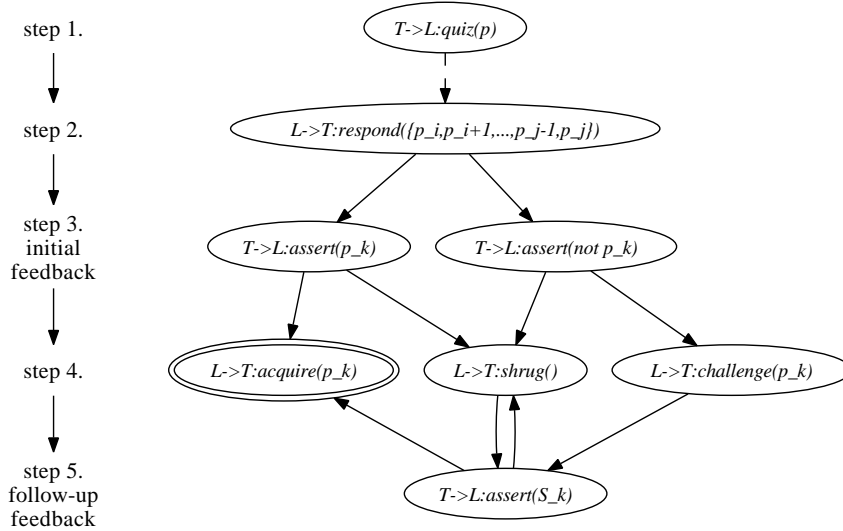 step 1.
T->L:quiz(p)
step 2.
L->T:respond({p_i,p_i+1,...,p_j-1,p_j})
step 3.
initial
feedback
T->L:assert(p_k)
T->L:assert(not p_k)
step 4.
L->T:acquire(p_k)
L->T:shrug()
L->T:challenge(p_k)
step 5.
follow-up
feedback
T->L:assert(S_k)